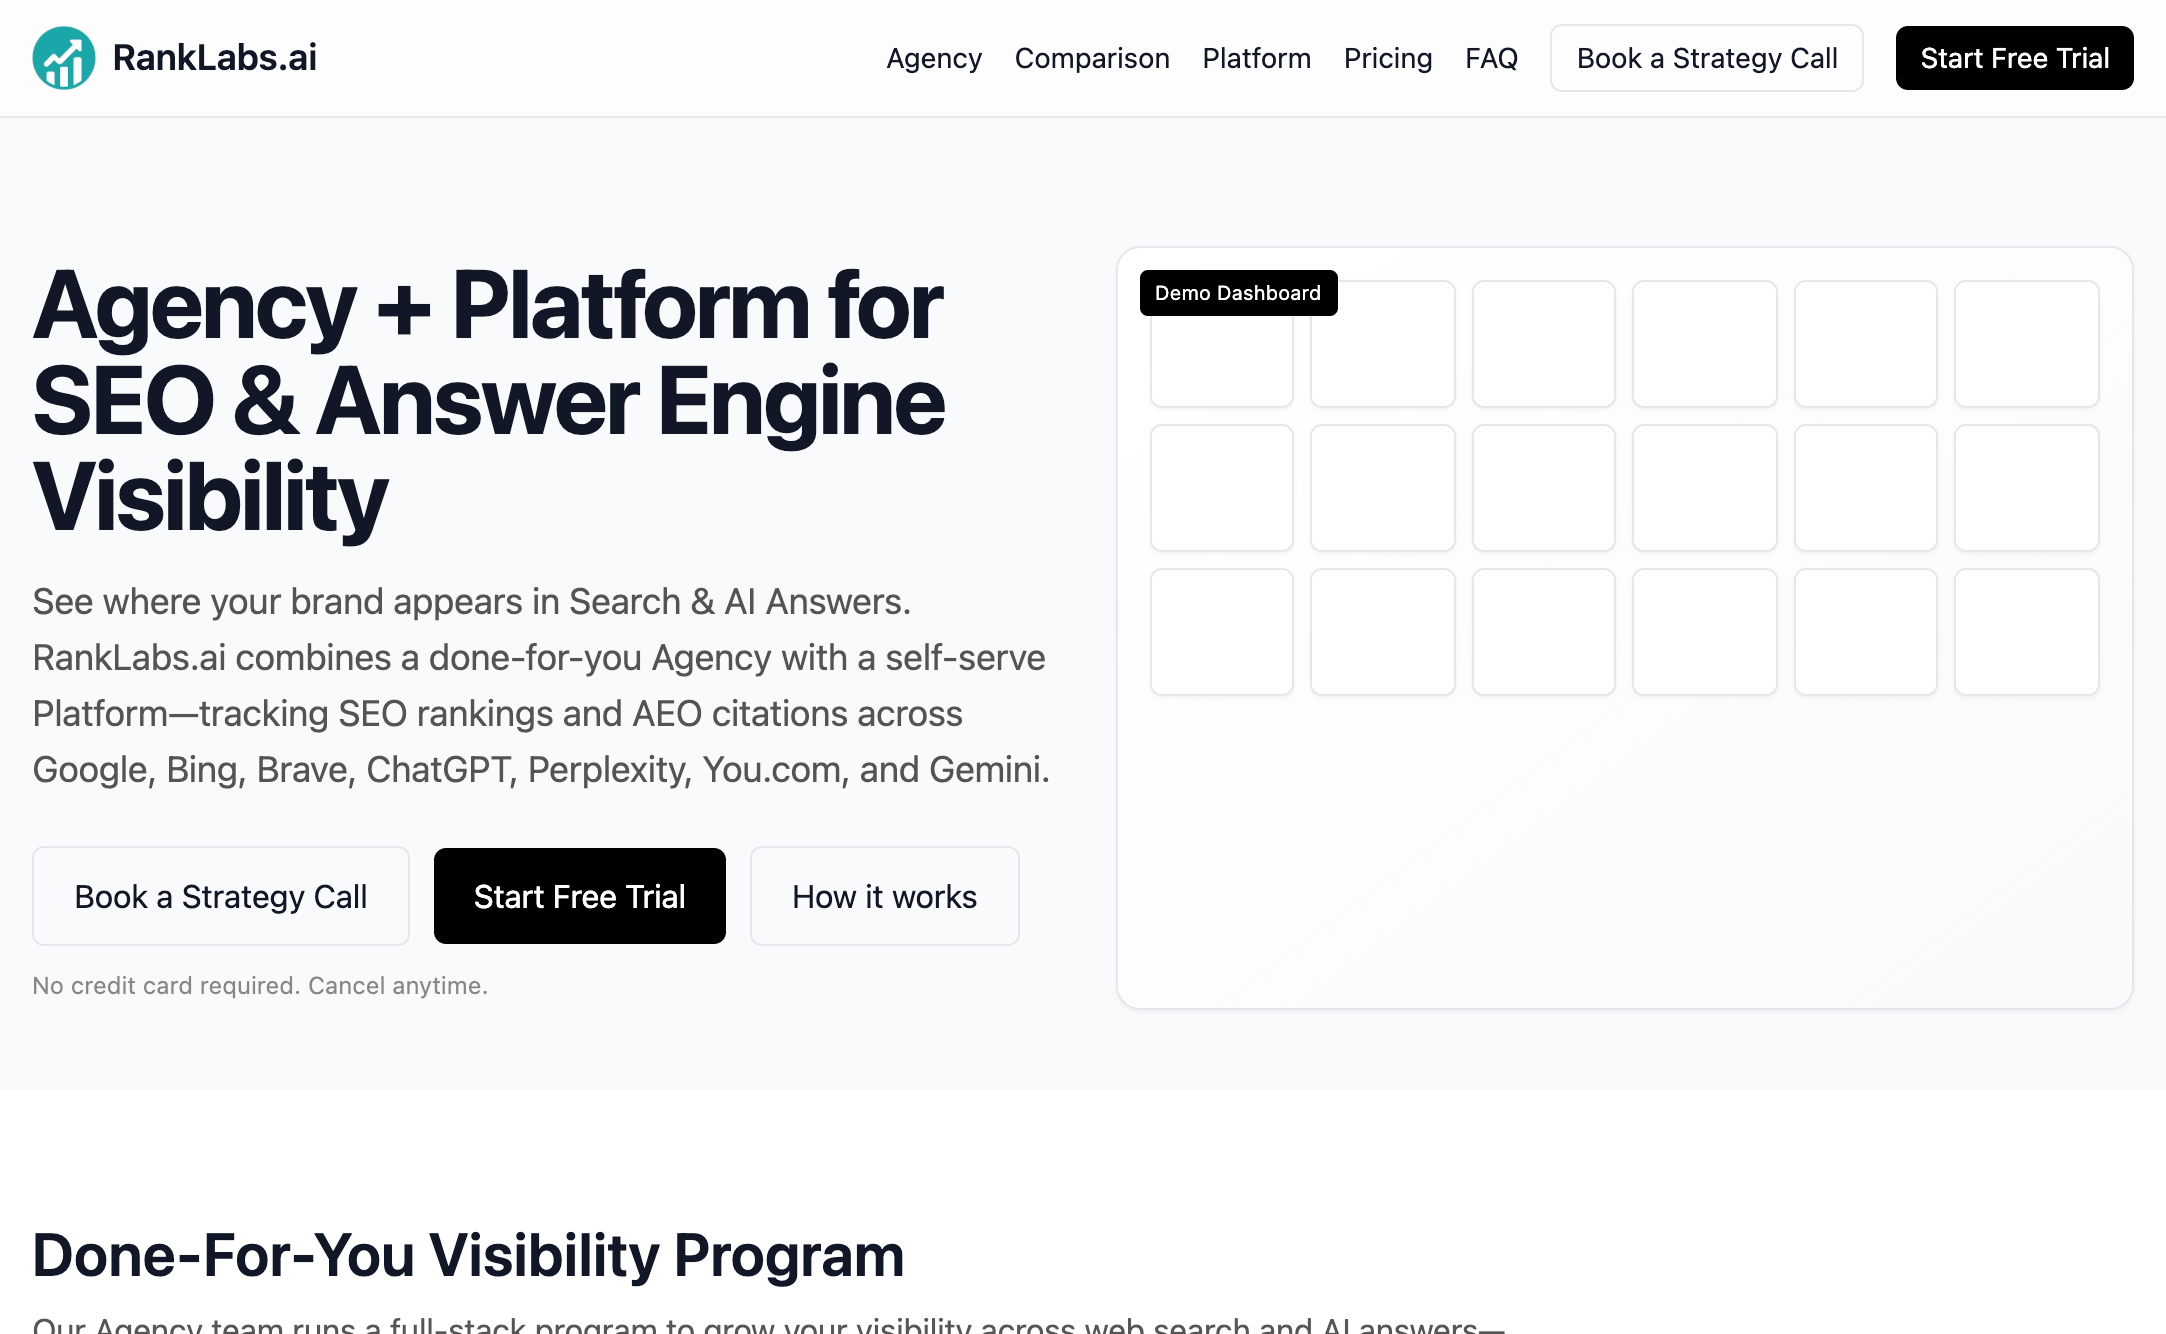 RankLabs.ai
Agency
Comparison
Platform
Pricing
FAQ
Book a Strategy Call
Start Free Trial
Agency + Platform for
SEO & Answer Engine
Visibility
See where your brand appears in Search & AI Answers.
RankLabs.ai combines a done-for-you Agency with a self-serve
Platform—tracking SEO rankings and AEO citations across
Google, Bing, Brave, ChatGPT, Perplexity, You.com, and Gemini.
Book a Strategy Call
Start Free Trial
How it works
No credit card required. Cancel anytime.
Demo Dashboard
Done-For-You Visibility Program
Our Agency team runs a full-stack program to grow your visibility across web search and AI answers—